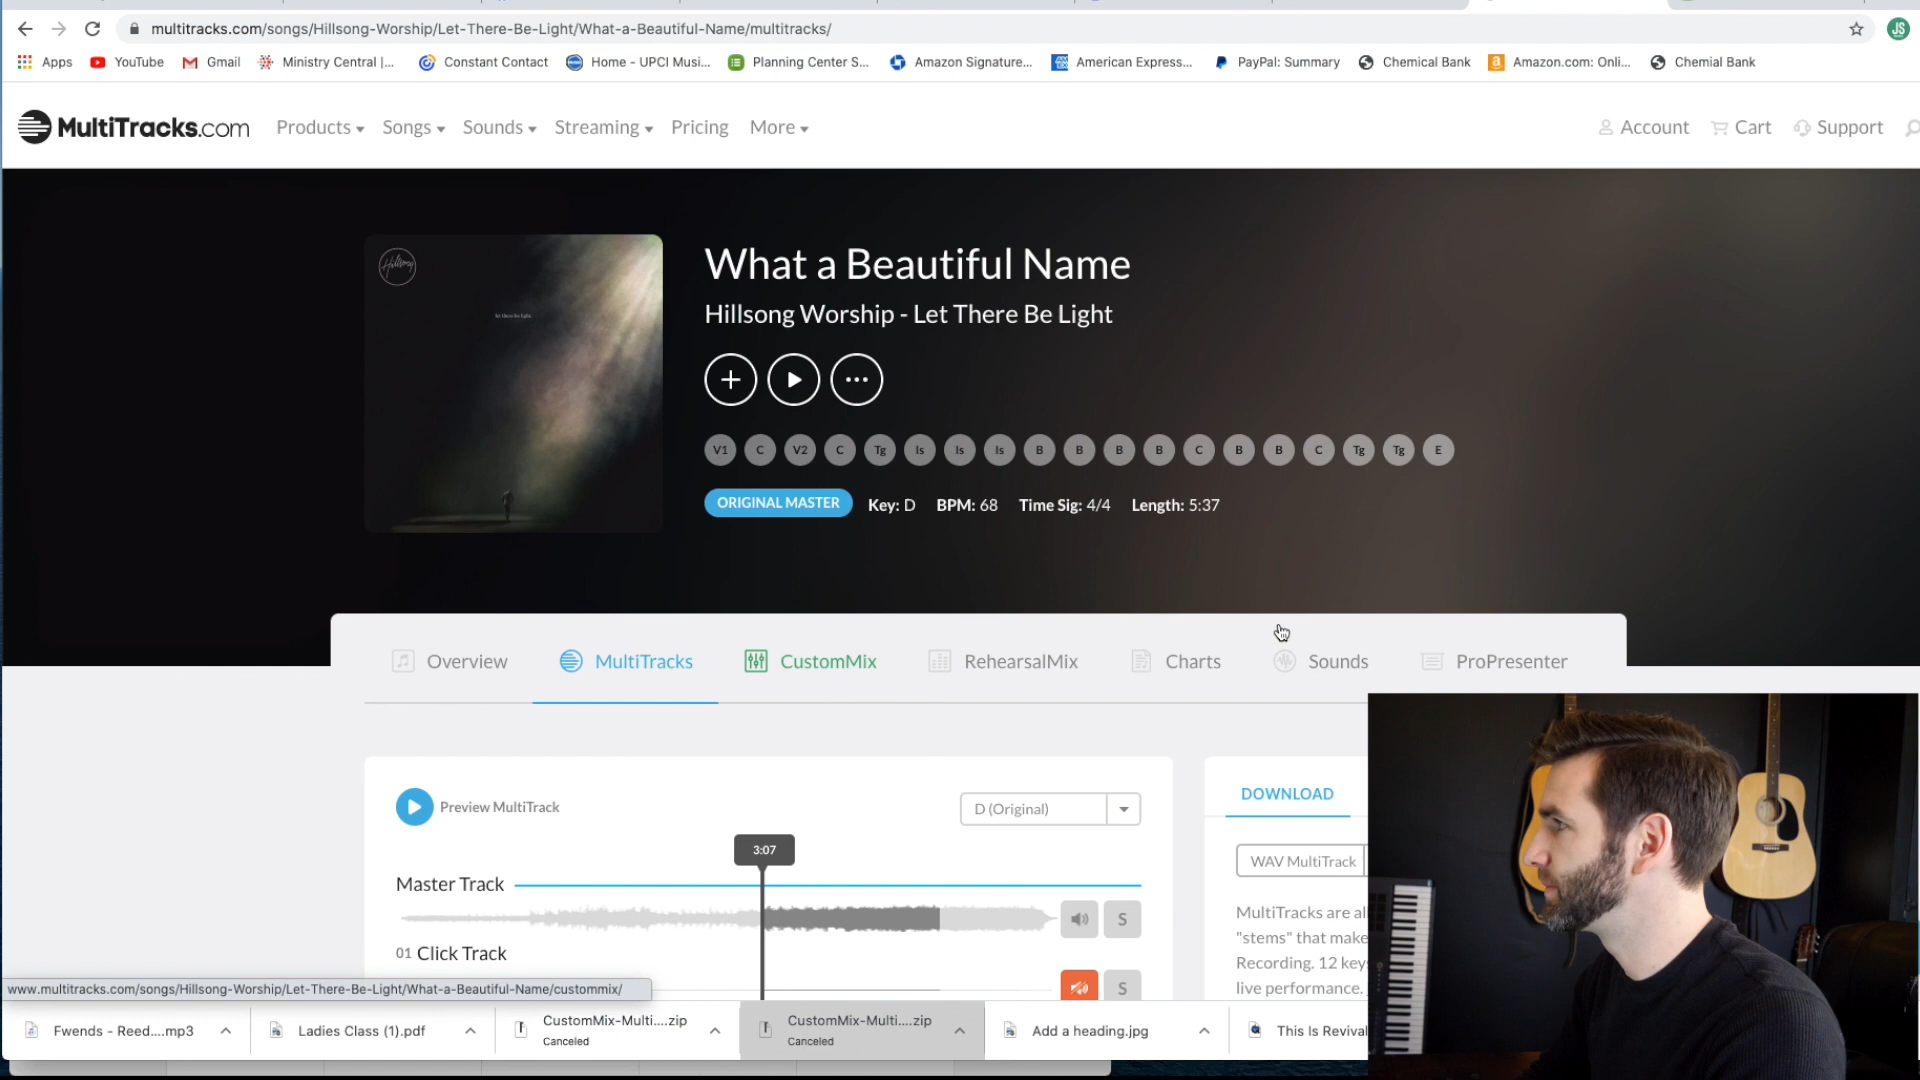 multitracks.com/songs/Hillsong-Worship/Let-There-Be-Light/What-a-Beautiful-Name/multitracks/
JS
Apps YouTube Gmail Ministry Central |... Constant Contact Home - UPCI Musi... Planning Center S... Amazon Signature... American Express... PayPal: Summary Chemical Bank Amazon.com: Onli... Chemial Bank
MultiTracks.com Products Songs Sounds Streaming Pricing More Account Cart Support
Hillsong
let there be light
What a Beautiful Name
Hillsong Worship - Let There Be Light
V1 C V2 C Tg Is Is Is B B B B C B B C Tg Tg E
ORIGINAL MASTER Key: D BPM: 68 Time Sig: 4/4 Length: 5:37
Overview MultiTracks CustomMix RehearsalMix Charts Sounds ProPresenter
Preview MultiTrack D (Original)
DOWNLOAD
3:07
WAV MultiTrack
Master Track
S
MultiTracks are al
"stems" that make
Recording. 12 key
live performance.
01 Click Track
S
www.multitracks.com/songs/Hillsong-Worship/Let-There-Be-Light/What-a-Beautiful-Name/custommix/
Fwends - Reed....mp3 Ladies Class (1).pdf CustomMix-Multi....zip Canceled CustomMix-Multi....zip Canceled Add a heading.jpg This Is Revival